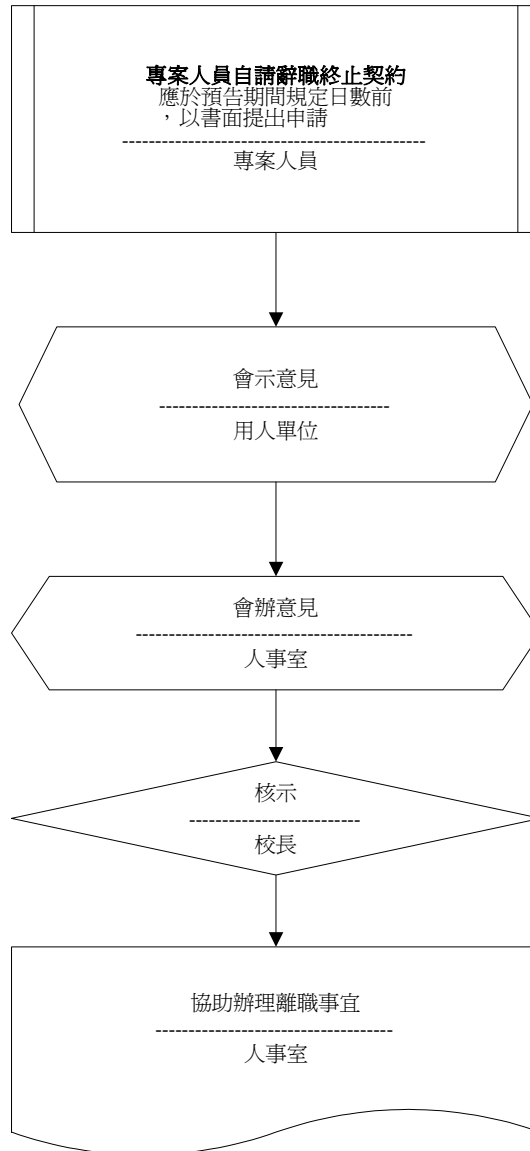 專案人員自請辭職終止契約
應於預告期間規定日數前
，以書面提出申請
----------------------------------------------
專案人員
會示意見
-----------------------------------
用人單位
會辦意見
------------------------------------------
人事室
核示
--------------------------
校長
協助辦理離職事宜
------------------------------------
人事室